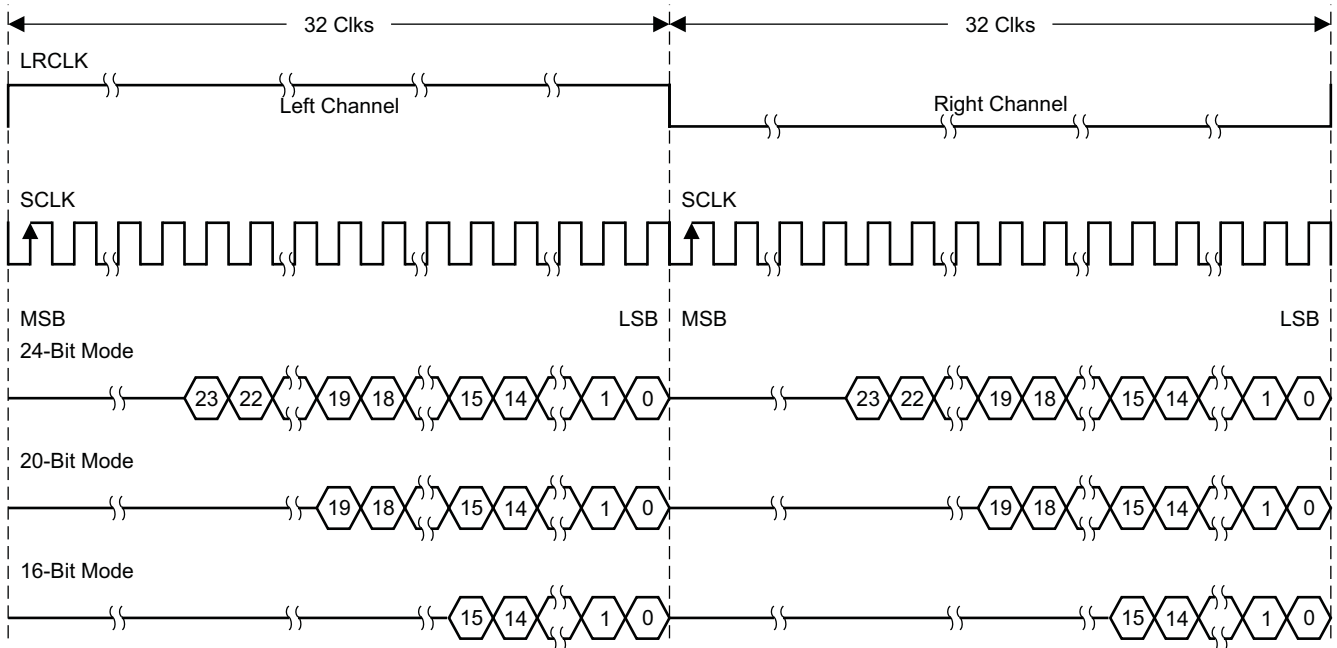 32 Clks 32 Clks
LRCLK
Left Channel Right Channel
SCLK SCLK
MSB LSB MSB LSB
24-Bit Mode
23 22 19 18 15 14 1 0 23 22 19 18 15 14 1 0
20-Bit Mode
19 18 15 14 1 0 19 18 15 14 1 0
16-Bit Mode
15 14 1 0 15 14 1 0